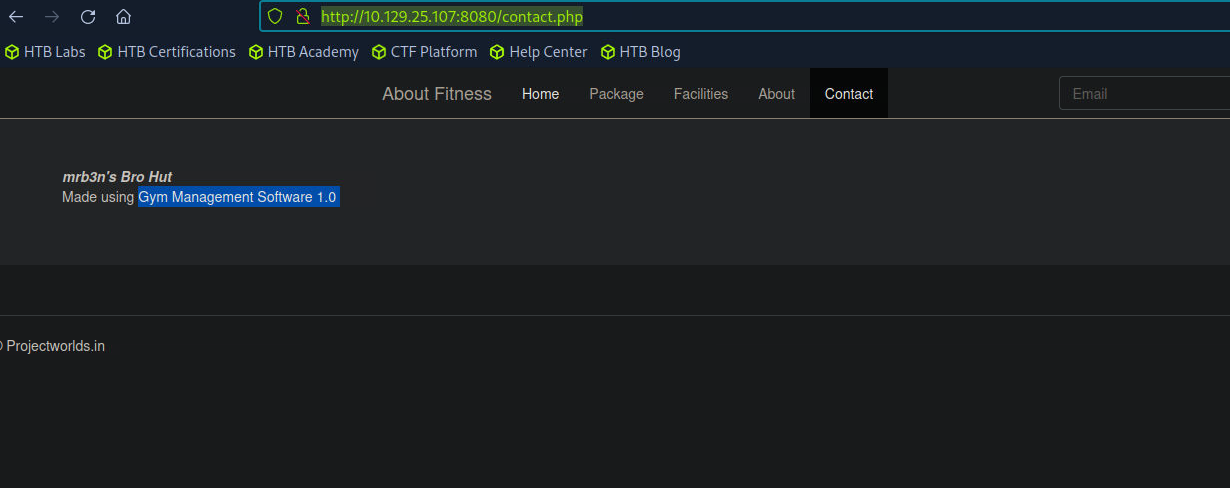 http://10.129.25.107:8080/contact.php
HTB Labs HTB Certifications HTB Academy CTF Platform Help Center HTB Blog
About Fitness Home Package Facilities About Contact Email
mrb3n's Bro Hut
Made using Gym Management Software 1.0
© Projectworlds.in